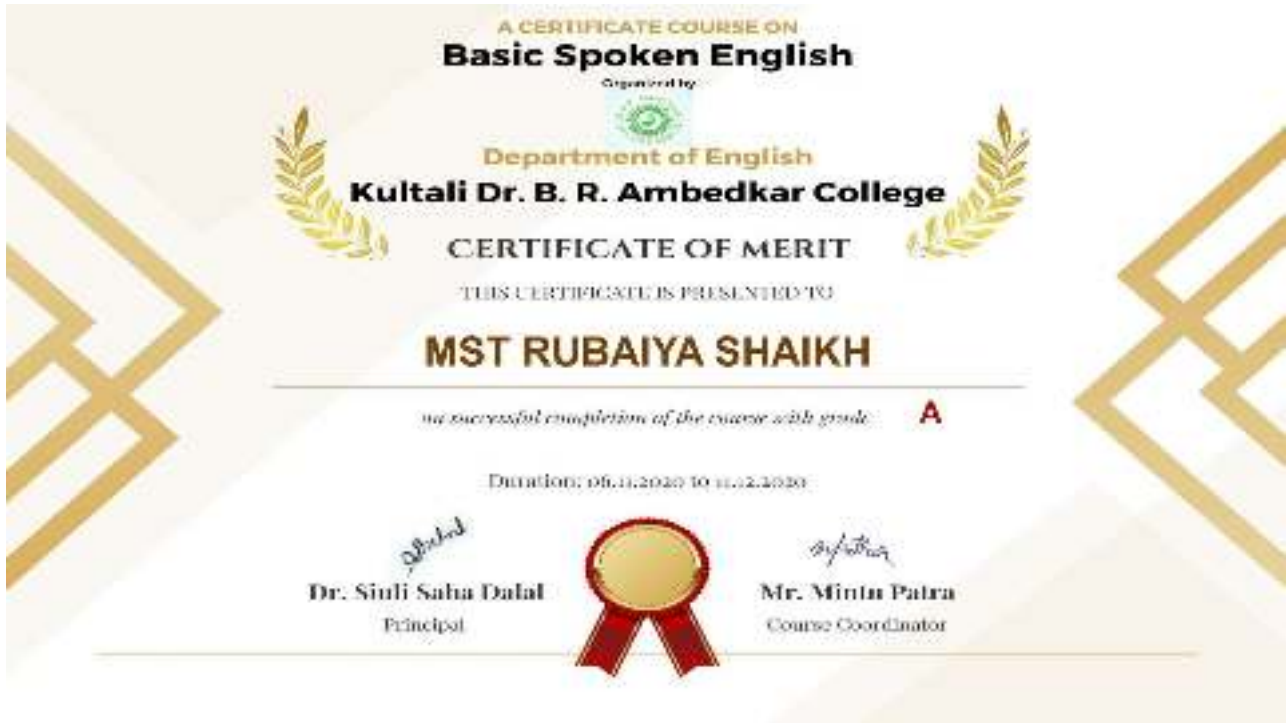 A CERTIFICATE COURSE ON
Basic Spoken English
Organized by
Department of English
Kultali Dr. B. R. Ambedkar College
CERTIFICATE OF MERIT
THIS CERTIFICATE IS PRESENTED TO
MST RUBAIYA SHAIKH
on successful completion of the course with grade A
Duration: 06.11.2020 to 11.12.2020
Dr. Siuli Saha Dalal
Mr. Mintu Patra
Principal
Course Coordinator